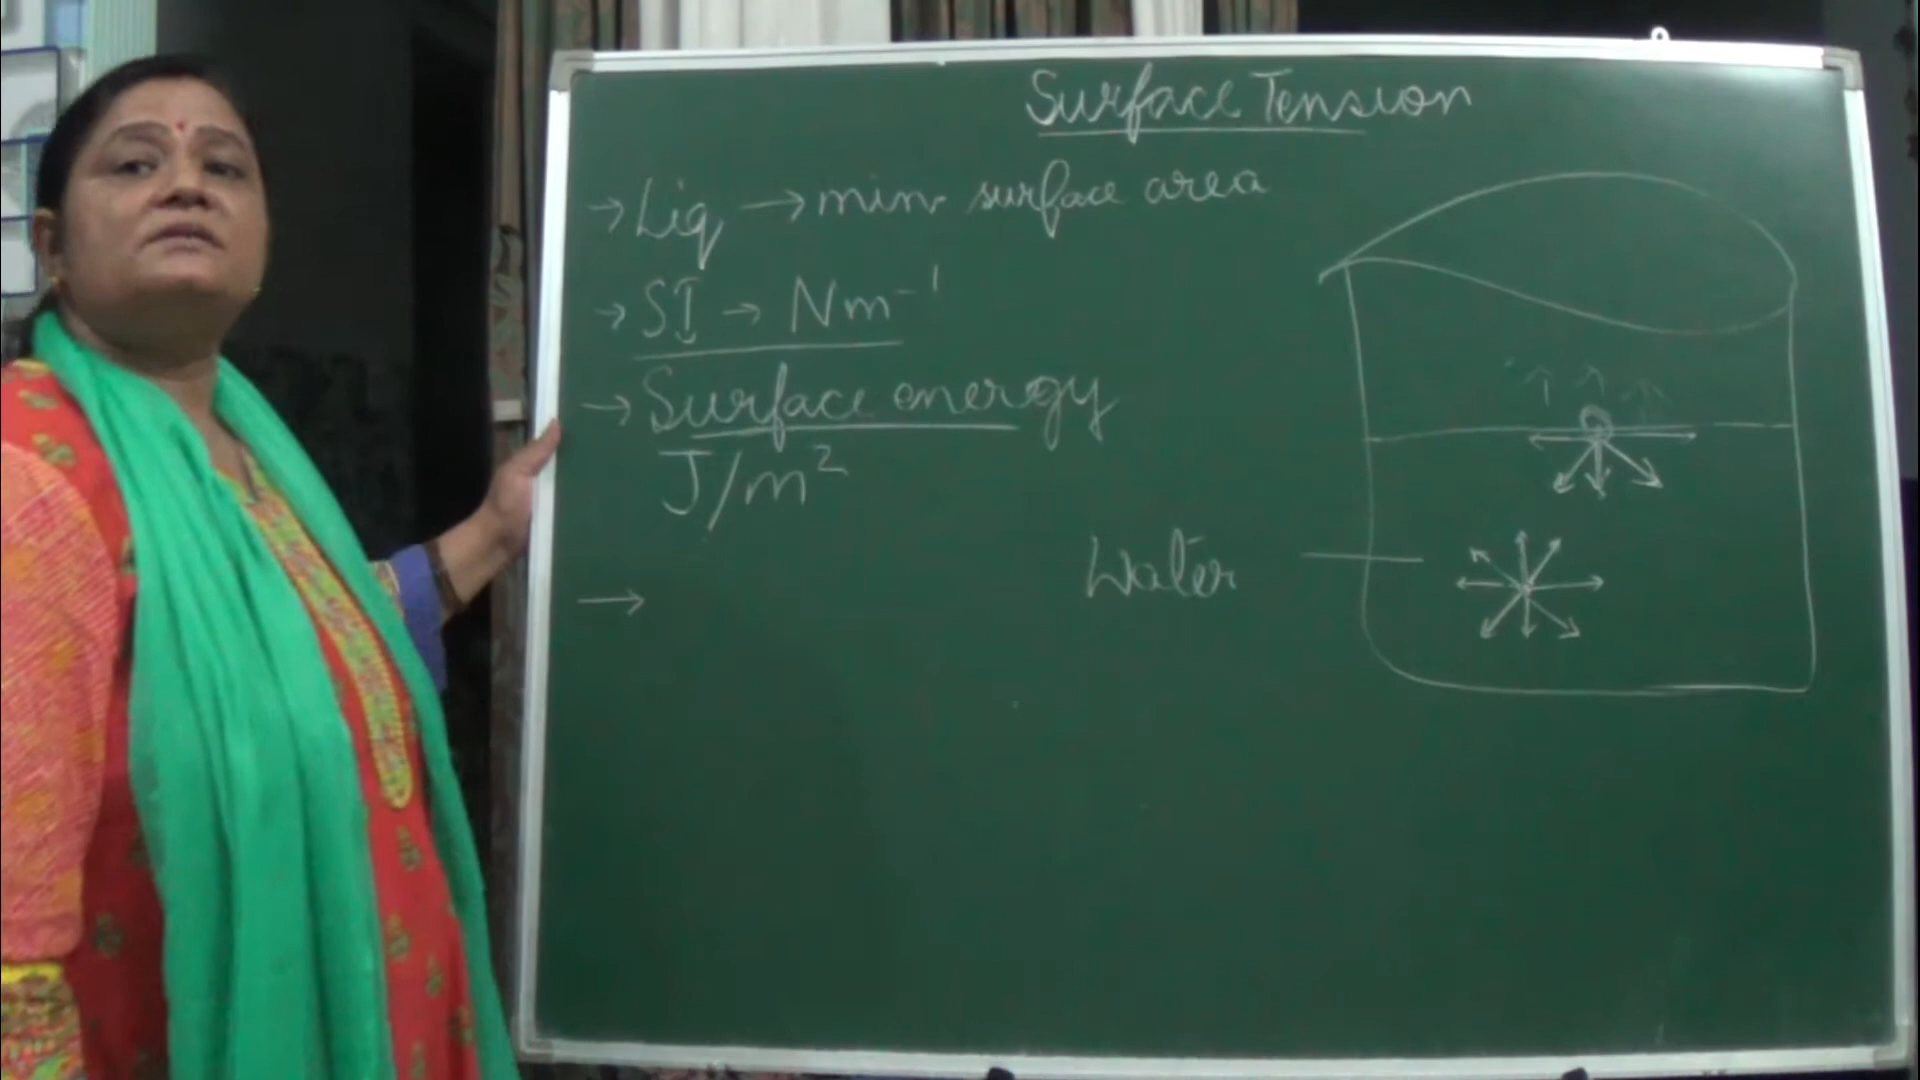 Surface Tension
→ Liq → min. surface area
→ SI → Nm⁻¹
→ Surface energy
J/m²
Water
→